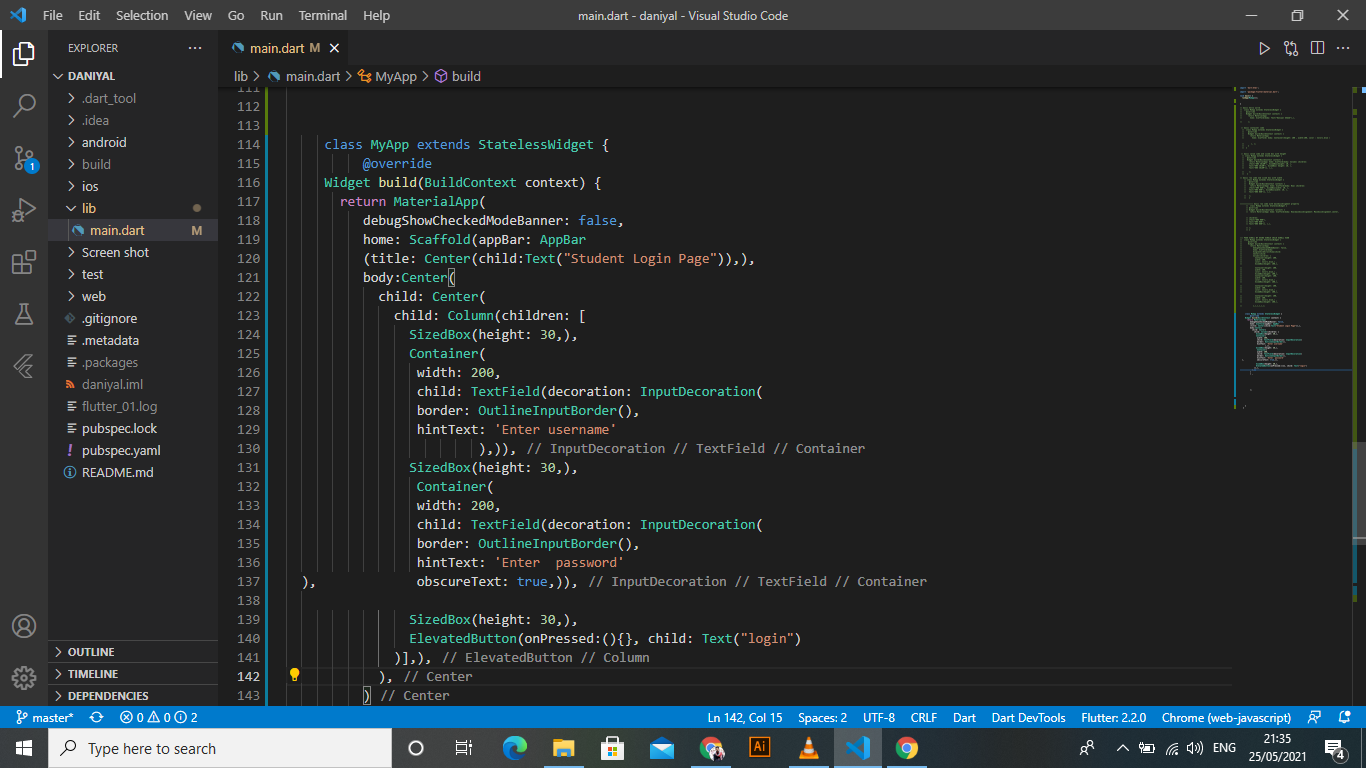 File Edit Selection View Go Run Terminal Help main.dart - daniyal - Visual Studio Code
EXPLORER
main.dart M
DANIYAL
.dart_tool
.idea
android
build
ios
lib
main.dart M
Screen shot
test
web
.gitignore
.metadata
.packages
daniyal.iml
flutter_01.log
pubspec.lock
pubspec.yaml
README.md
OUTLINE
TIMELINE
DEPENDENCIES
1
lib > main.dart > MyApp > build
111
112
113
114 class MyApp extends StatelessWidget {
115 @override
116 Widget build(BuildContext context) {
117 return MaterialApp(
118 debugShowCheckedModeBanner: false,
119 home: Scaffold(appBar: AppBar
120 (title: Center(child:Text("Student Login Page")),),
121 body:Center(
122 child: Center(
123 child: Column(children: [
124 SizedBox(height: 30,),
125 Container(
126 width: 200,
127 child: TextField(decoration: InputDecoration(
128 border: OutlineInputBorder(),
129 hintText: 'Enter username'
130 ),)), // InputDecoration // TextField // Container
131 SizedBox(height: 30,),
132 Container(
133 width: 200,
134 child: TextField(decoration: InputDecoration(
135 border: OutlineInputBorder(),
136 hintText: 'Enter  password'
137 ), obscureText: true,)), // InputDecoration // TextField // Container
138
139 SizedBox(height: 30,),
140 ElevatedButton(onPressed:(){}, child: Text("login")
141 )],), // ElevatedButton // Column
142 ), // Center
143 ) // Center
master* 0 0 2 Ln 142, Col 15 Spaces: 2 UTF-8 CRLF Dart Dart DevTools Flutter: 2.2.0 Chrome (web-javascript)
Type here to search Ai ENG 21:35
25/05/2021 4